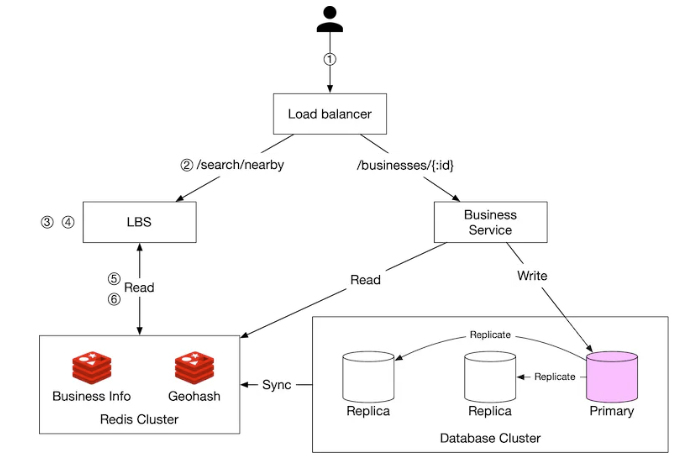 ①
Load balancer
② /search/nearby
/businesses/{:id}
③ ④
LBS
Business
Service
⑤
Read
⑥
Read
Write
Business Info
Geohash
Redis Cluster
Sync
Replicate
Replicate
Replica
Replica
Primary
Database Cluster